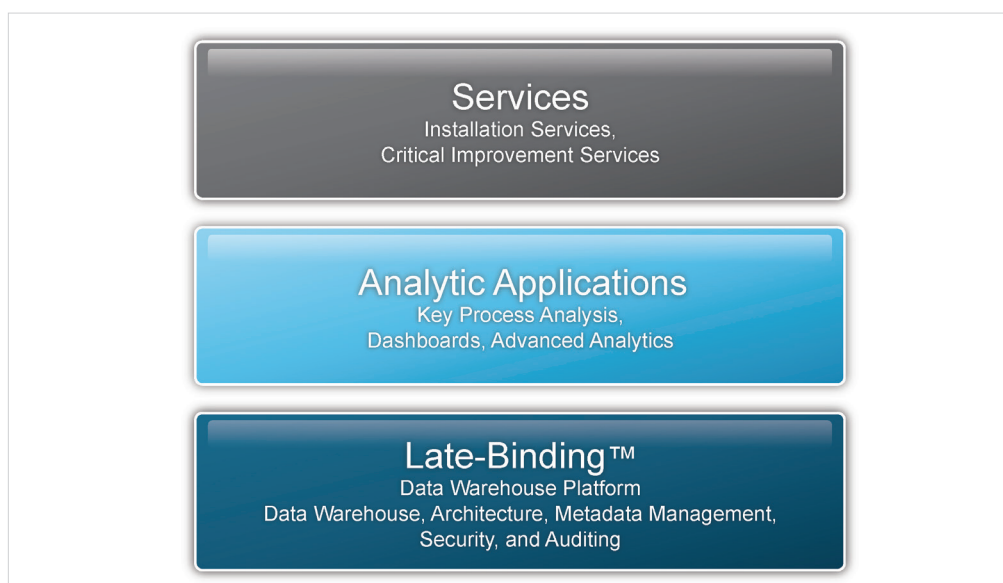 Services
Installation Services,
Critical Improvement Services
Analytic Applications
Key Process Analysis,
Dashboards, Advanced Analytics
Late-Binding™
Data Warehouse Platform
Data Warehouse, Architecture, Metadata Management,
Security, and Auditing